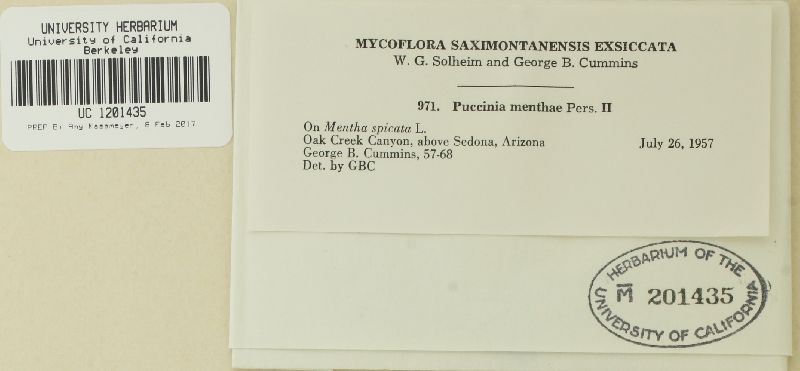 UNIVERSITY HERBARIUM
University of California
Berkeley
UC 1201435
PREP BY Amy Kasameyer, 6 Feb 2017
MYCOFLORA SAXIMONTANENSIS EXSICCATA
W. G. Solheim and George B. Cummins
971. Puccinia menthae Pers. II
On Mentha spicata L.
Oak Creek Canyon, above Sedona, Arizona July 26, 1957
George B. Cummins, 57-68
Det. by GBC
HERBARIUM OF THE
M̅ 201435
UNIVERSITY OF CALIFORNIA